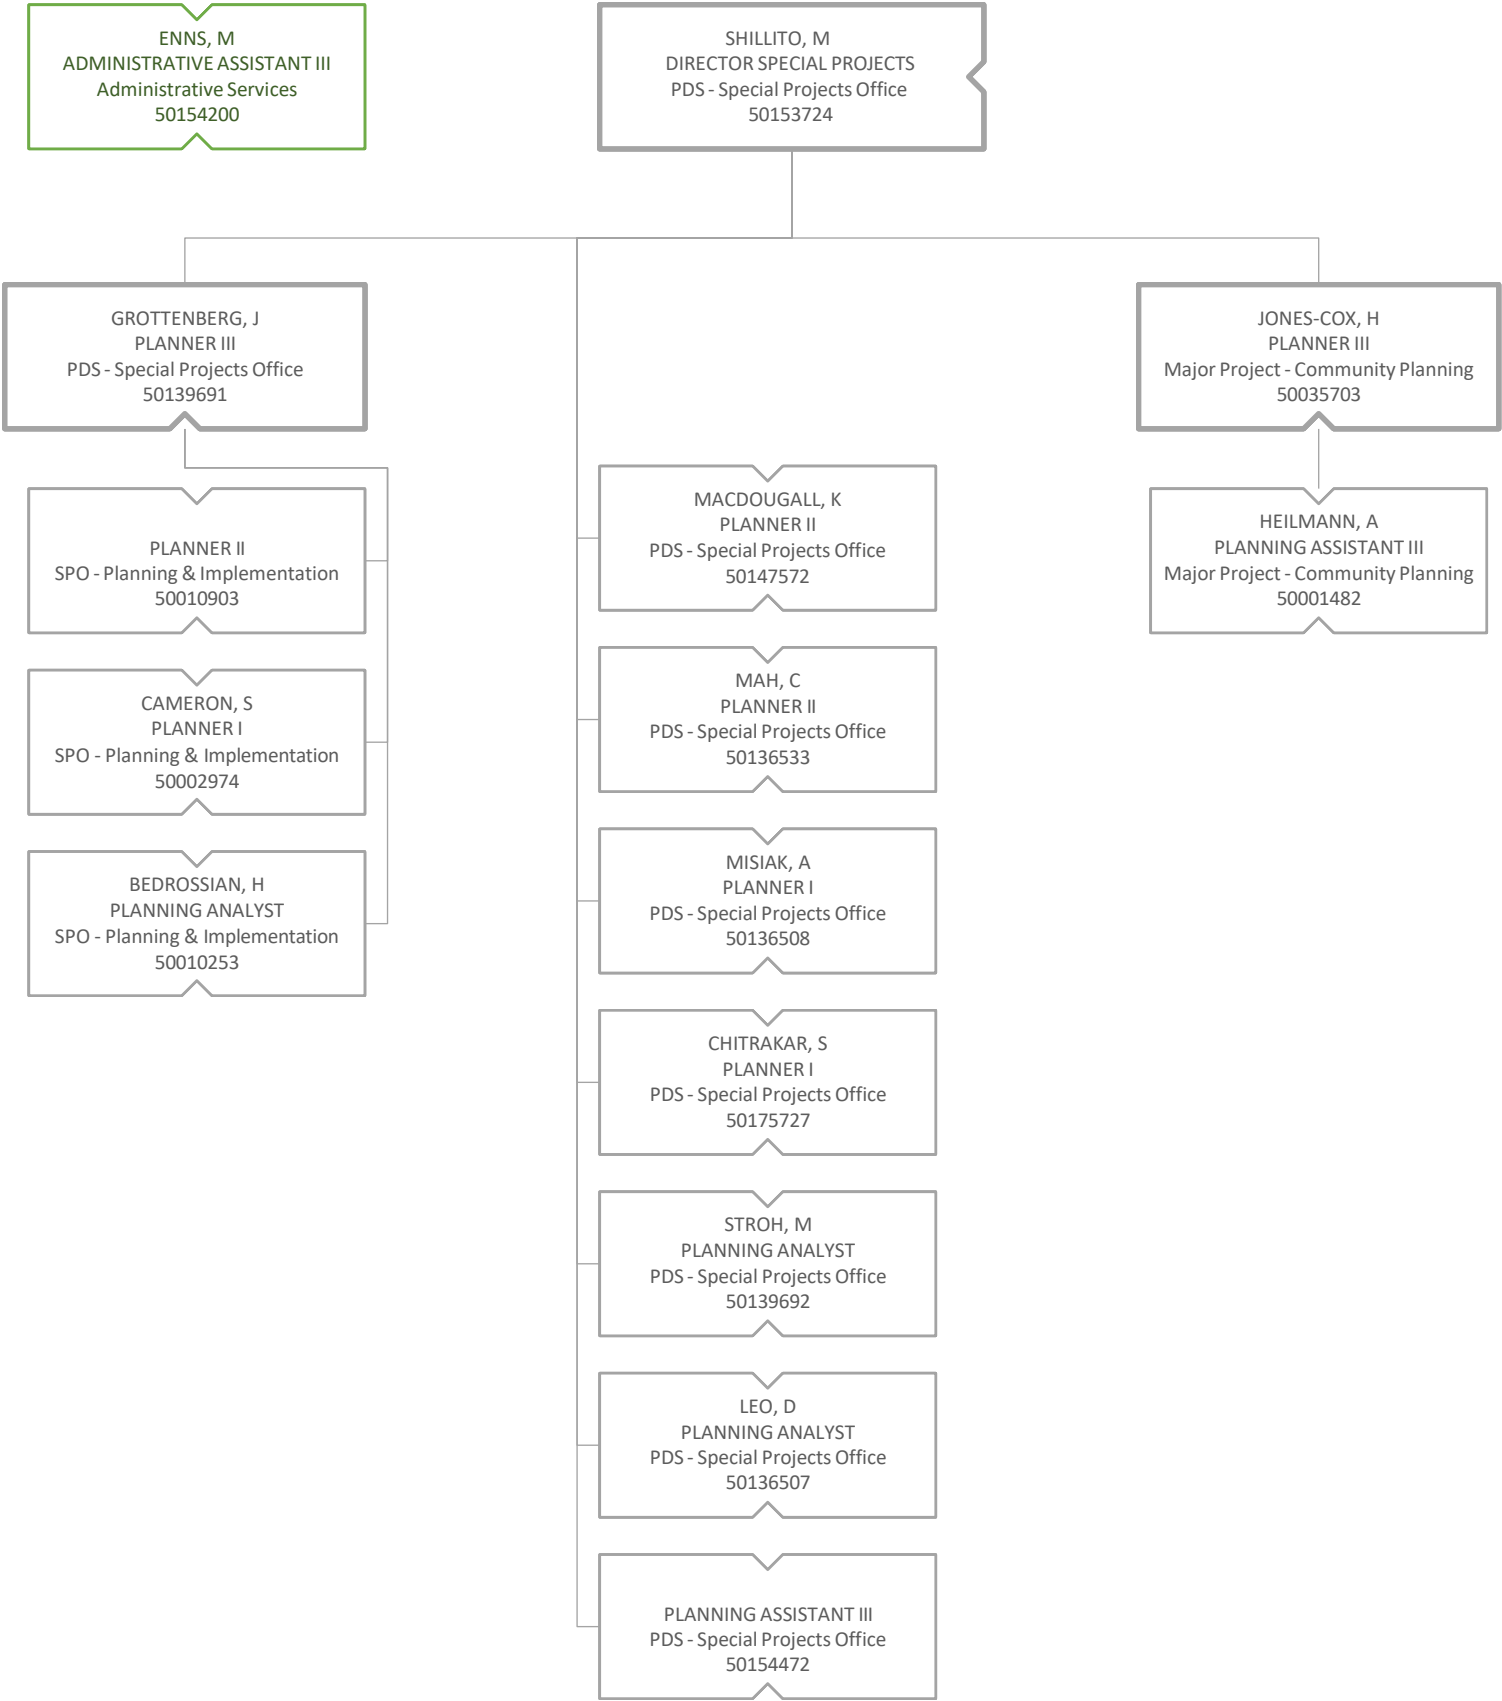 ENNS, M
ADMINISTRATIVE ASSISTANT III
Administrative Services
50154200
SHILLITO, M
DIRECTOR SPECIAL PROJECTS
PDS - Special Projects Office
50153724
GROTTENBERG, J
PLANNER III
PDS - Special Projects Office
50139691
PLANNER II
SPO - Planning & Implementation
50010903
CAMERON, S
PLANNER I
SPO - Planning & Implementation
50002974
BEDROSSIAN, H
PLANNING ANALYST
SPO - Planning & Implementation
50010253
MACDOUGALL, K
PLANNER II
PDS - Special Projects Office
50147572
MAH, C
PLANNER II
PDS - Special Projects Office
50136533
MISIAK, A
PLANNER I
PDS - Special Projects Office
50136508
CHITRAKAR, S
PLANNER I
PDS - Special Projects Office
50175727
STROH, M
PLANNING ANALYST
PDS - Special Projects Office
50139692
LEO, D
PLANNING ANALYST
PDS - Special Projects Office
50136507
PLANNING ASSISTANT III
PDS - Special Projects Office
50154472
JONES-COX, H
PLANNER III
Major Project - Community Planning
50035703
HEILMANN, A
PLANNING ASSISTANT III
Major Project - Community Planning
50001482